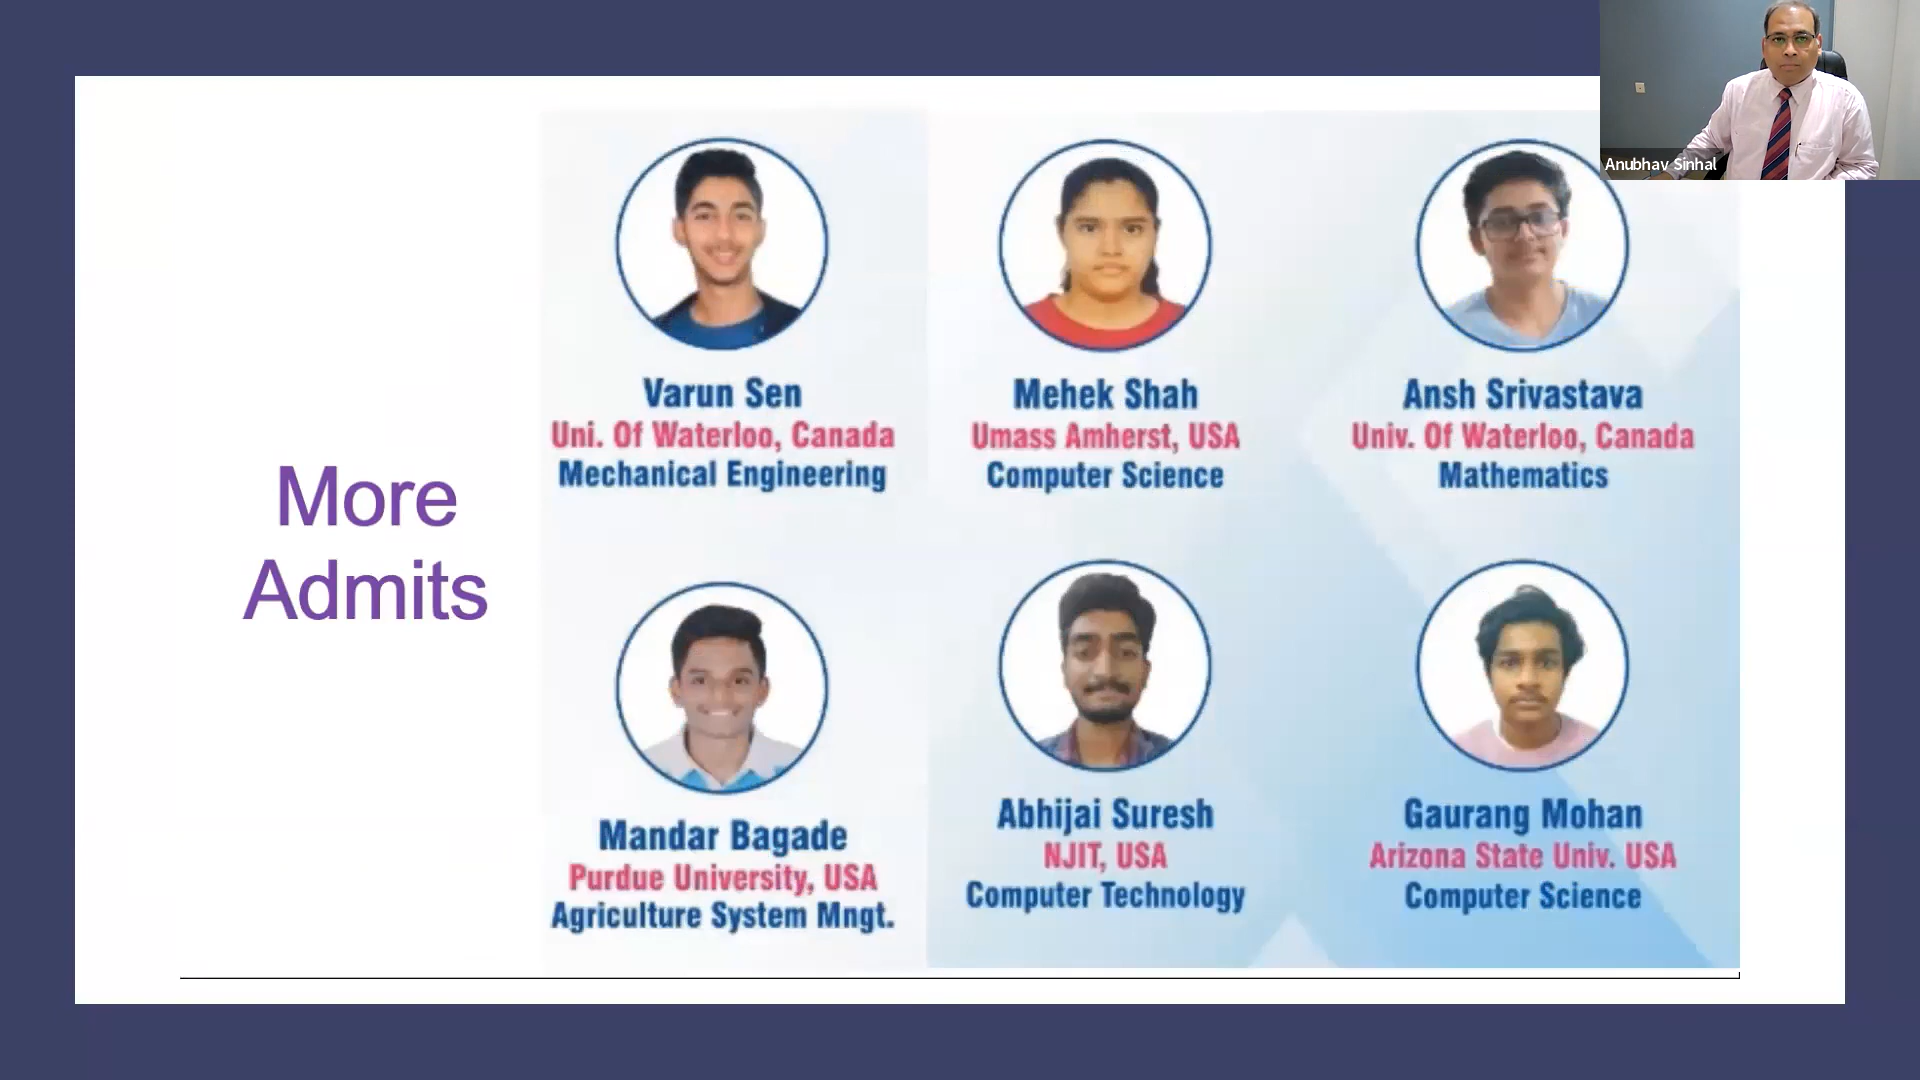 Anubhav Sinhal
More
Admits
Varun Sen
Uni. Of Waterloo, Canada
Mechanical Engineering
Mehek Shah
Umass Amherst, USA
Computer Science
Ansh Srivastava
Univ. Of Waterloo, Canada
Mathematics
Mandar Bagade
Purdue University, USA
Agriculture System Mngt.
Abhijai Suresh
NJIT, USA
Computer Technology
Gaurang Mohan
Arizona State Univ. USA
Computer Science